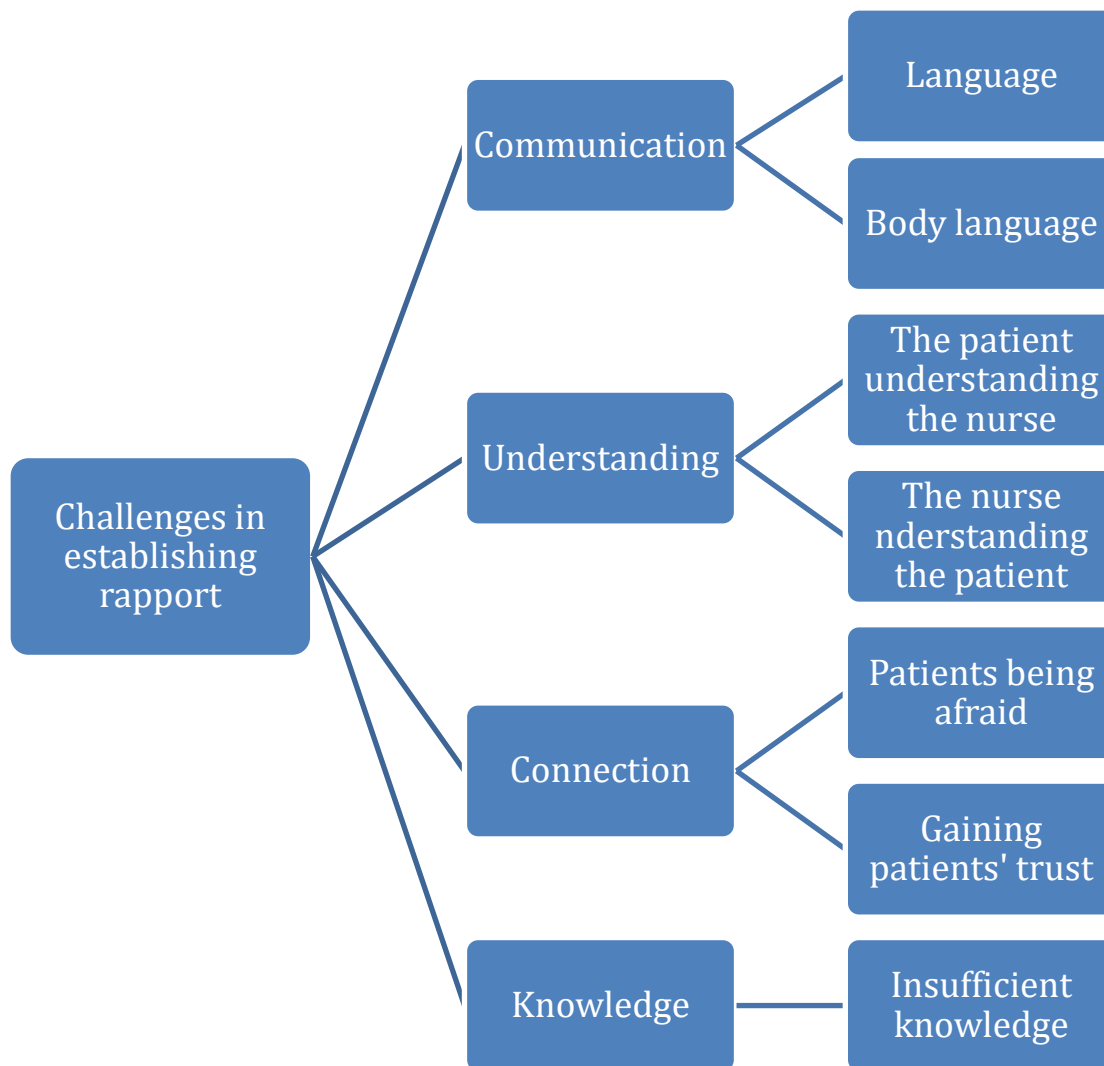 Challenges in
establishing
rapport
Communication
Language
Body language
Understanding
The patient
understanding
the nurse
The nurse
nderstanding
the patient
Connection
Patients being
afraid
Gaining
patients' trust
Knowledge
Insufficient
knowledge